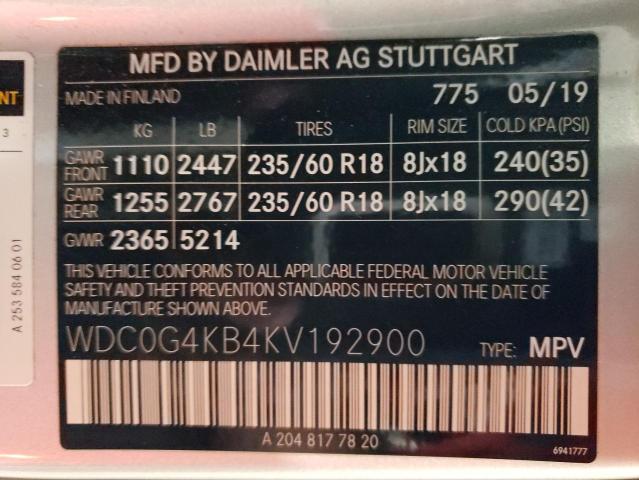 MFD BY DAIMLER AG STUTTGART
MADE IN FINLAND 775 05/19
KG LB TIRES RIM SIZE COLD KPA(PSI)
GAWR FRONT 1110 2447 235/60 R18 8Jx18 240(35)
GAWR REAR 1255 2767 235/60 R18 8Jx18 290(42)
GVWR 2365 5214
THIS VEHICLE CONFORMS TO ALL APPLICABLE FEDERAL MOTOR VEHICLE
SAFETY AND THEFT PREVENTION STANDARDS IN EFFECT ON THE DATE OF
MANUFACTURE SHOWN ABOVE.
WDC0G4KB4KV192900 TYPE: MPV
A 204 817 78 20
6941777
NT
3
A 253 584 06 01